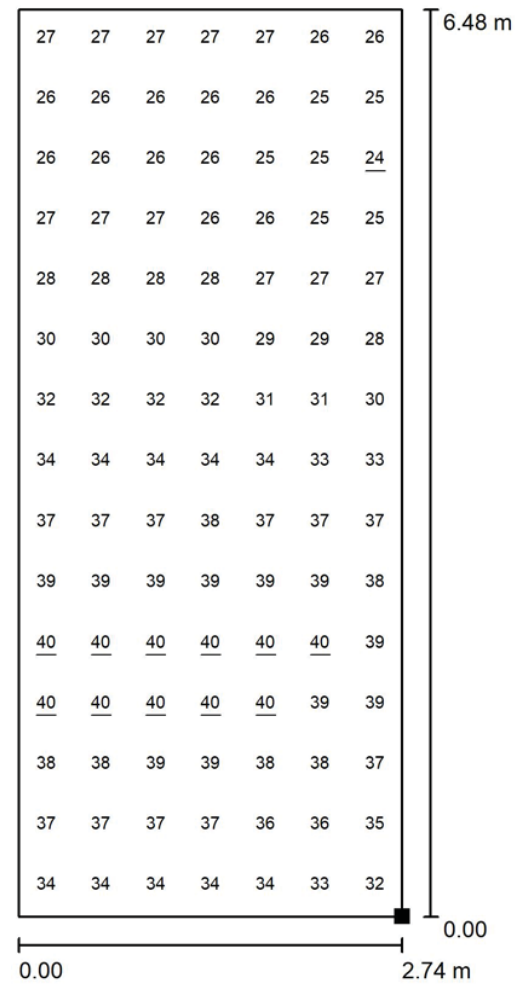 27 27 27 27 27 26 26
6.48 m
26 26 26 26 26 25 25
26 26 26 26 25 25 24
27 27 27 26 26 25 25
28 28 28 28 27 27 27
30 30 30 30 29 29 28
32 32 32 32 31 31 30
34 34 34 34 34 33 33
37 37 37 38 37 37 37
39 39 39 39 39 39 38
40 40 40 40 40 40 39
40 40 40 40 40 39 39
38 38 39 39 38 38 37
37 37 37 37 36 36 35
34 34 34 34 34 33 32
0.00
0.00 2.74 m